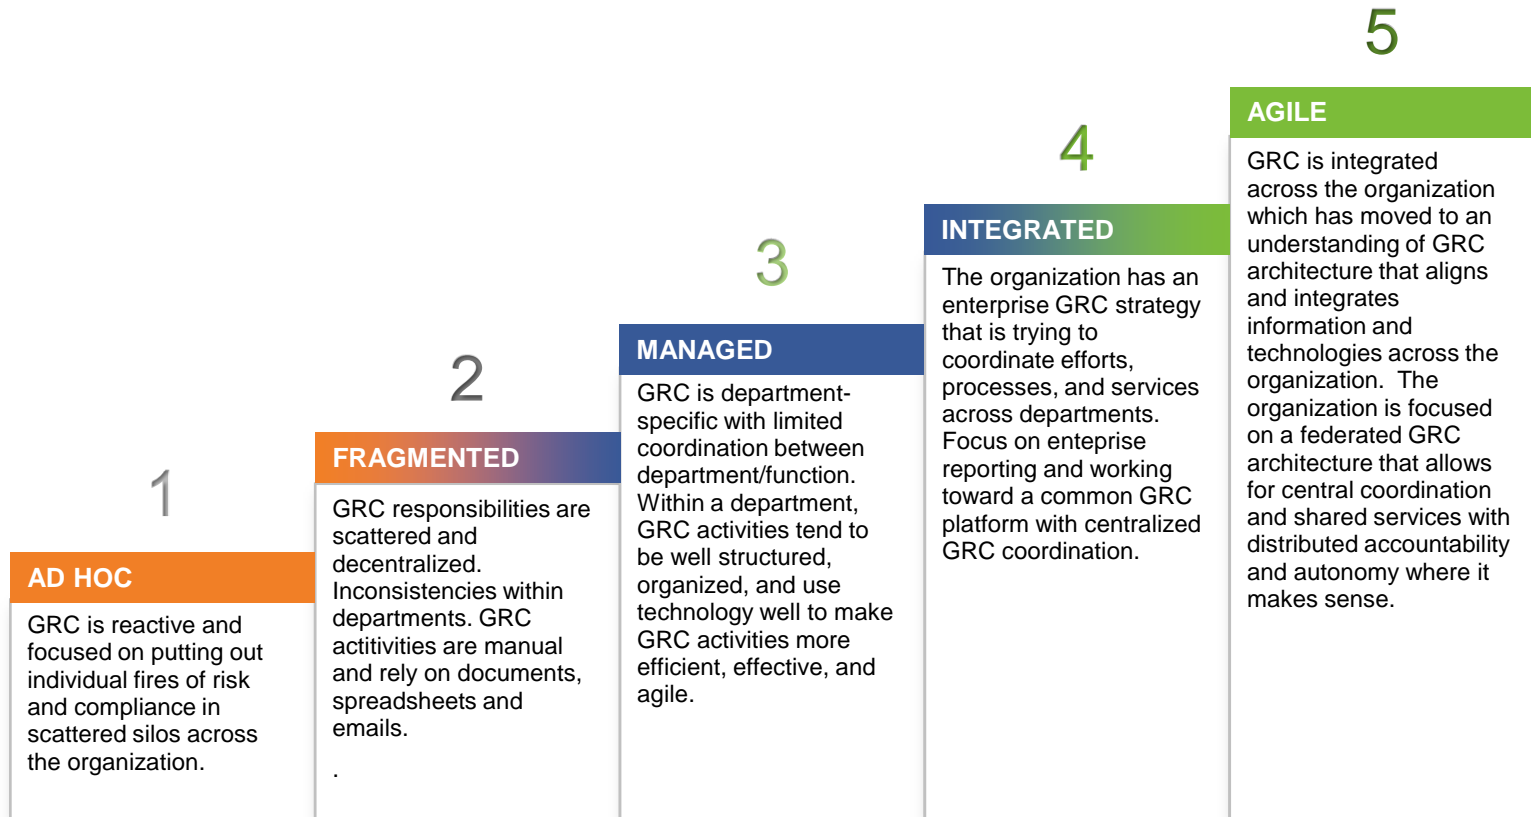 1
AD HOC
GRC is reactive and
focused on putting out
individual fires of risk
and compliance in
scattered silos across
the organization.
2
FRAGMENTED
GRC responsibilities are
scattered and
decentralized.
Inconsistencies within
departments. GRC
actitivities are manual
and rely on documents,
spreadsheets and
emails.
.
3
MANAGED
GRC is department-
specific with limited
coordination between
department/function.
Within a department,
GRC activities tend to
be well structured,
organized, and use
technology well to make
GRC activities more
efficient, effective, and
agile.
4
INTEGRATED
The organization has an
enterprise GRC strategy
that is trying to
coordinate efforts,
processes, and services
across departments.
Focus on enteprise
reporting and working
toward a common GRC
platform with centralized
GRC coordination.
5
AGILE
GRC is integrated
across the organization
which has moved to an
understanding of GRC
architecture that aligns
and integrates
information and
technologies across the
organization.  The
organization is focused
on a federated GRC
architecture that allows
for central coordination
and shared services with
distributed accountability
and autonomy where it
makes sense.